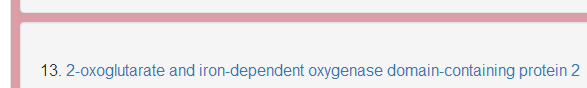 13. 2-oxoglutarate and iron-dependent oxygenase domain-containing protein 2